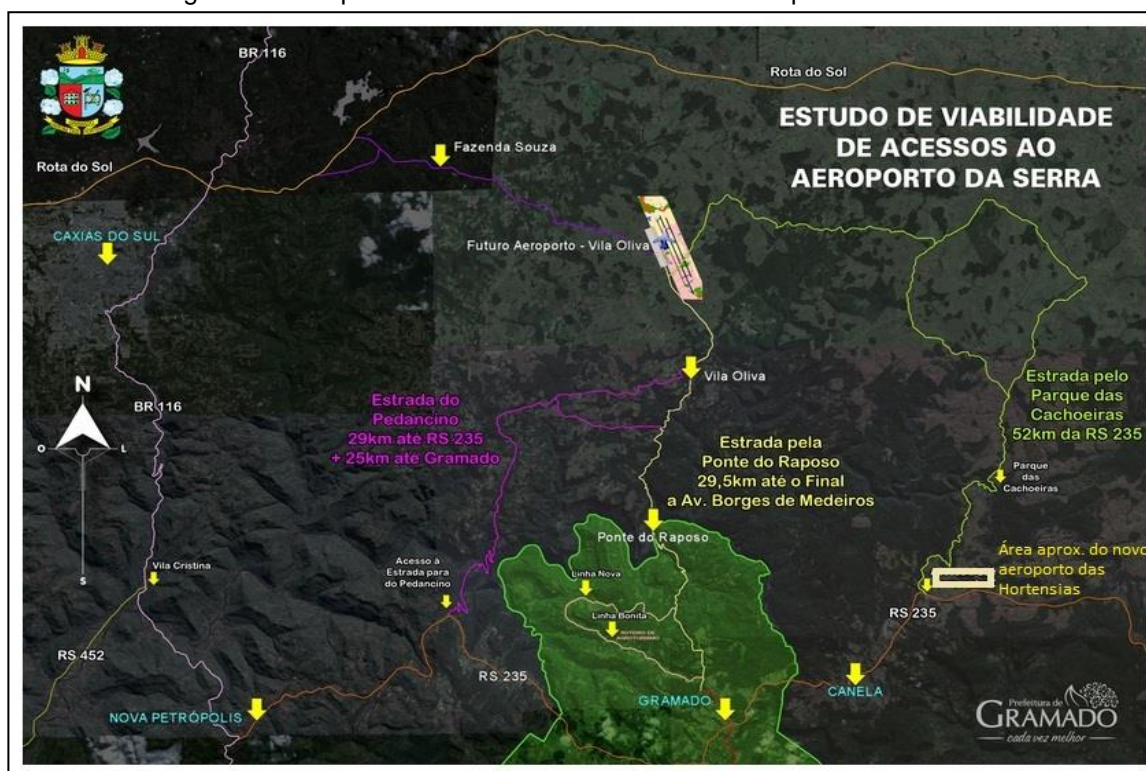 BR 116
Rota do Sol
ESTUDO DE VIABILIDADE
DE ACESSOS AO
AEROPORTO DA SERRA
Fazenda Souza
Rota do Sol
CAXIAS DO SUL
Futuro Aeroporto - Vila Oliva
N
O
L
S
BR 116
Vila Oliva
Estrada do
Pedancino
29km até RS 235
+ 25km até Gramado
Estrada pela
Ponte do Raposo
29,5km até o Final
a Av. Borges de Medeiros
Estrada pelo
Parque das
Cachoeiras
52km da RS 235
Parque
das
Cachoeiras
Ponte do Raposo
Área aprox. do novo
aeroporto das
Hortensias
Vila Cristina
Acesso à
Estrada para
do Pedancino
Linha Nova
Linha Bonita
ROTEIRO DE
AGROTURISMO
RS 235
RS 452
RS 235
NOVA PETRÓPOLIS
GRAMADO
CANELA
Prefeitura de
GRAMADO
cada vez melhor